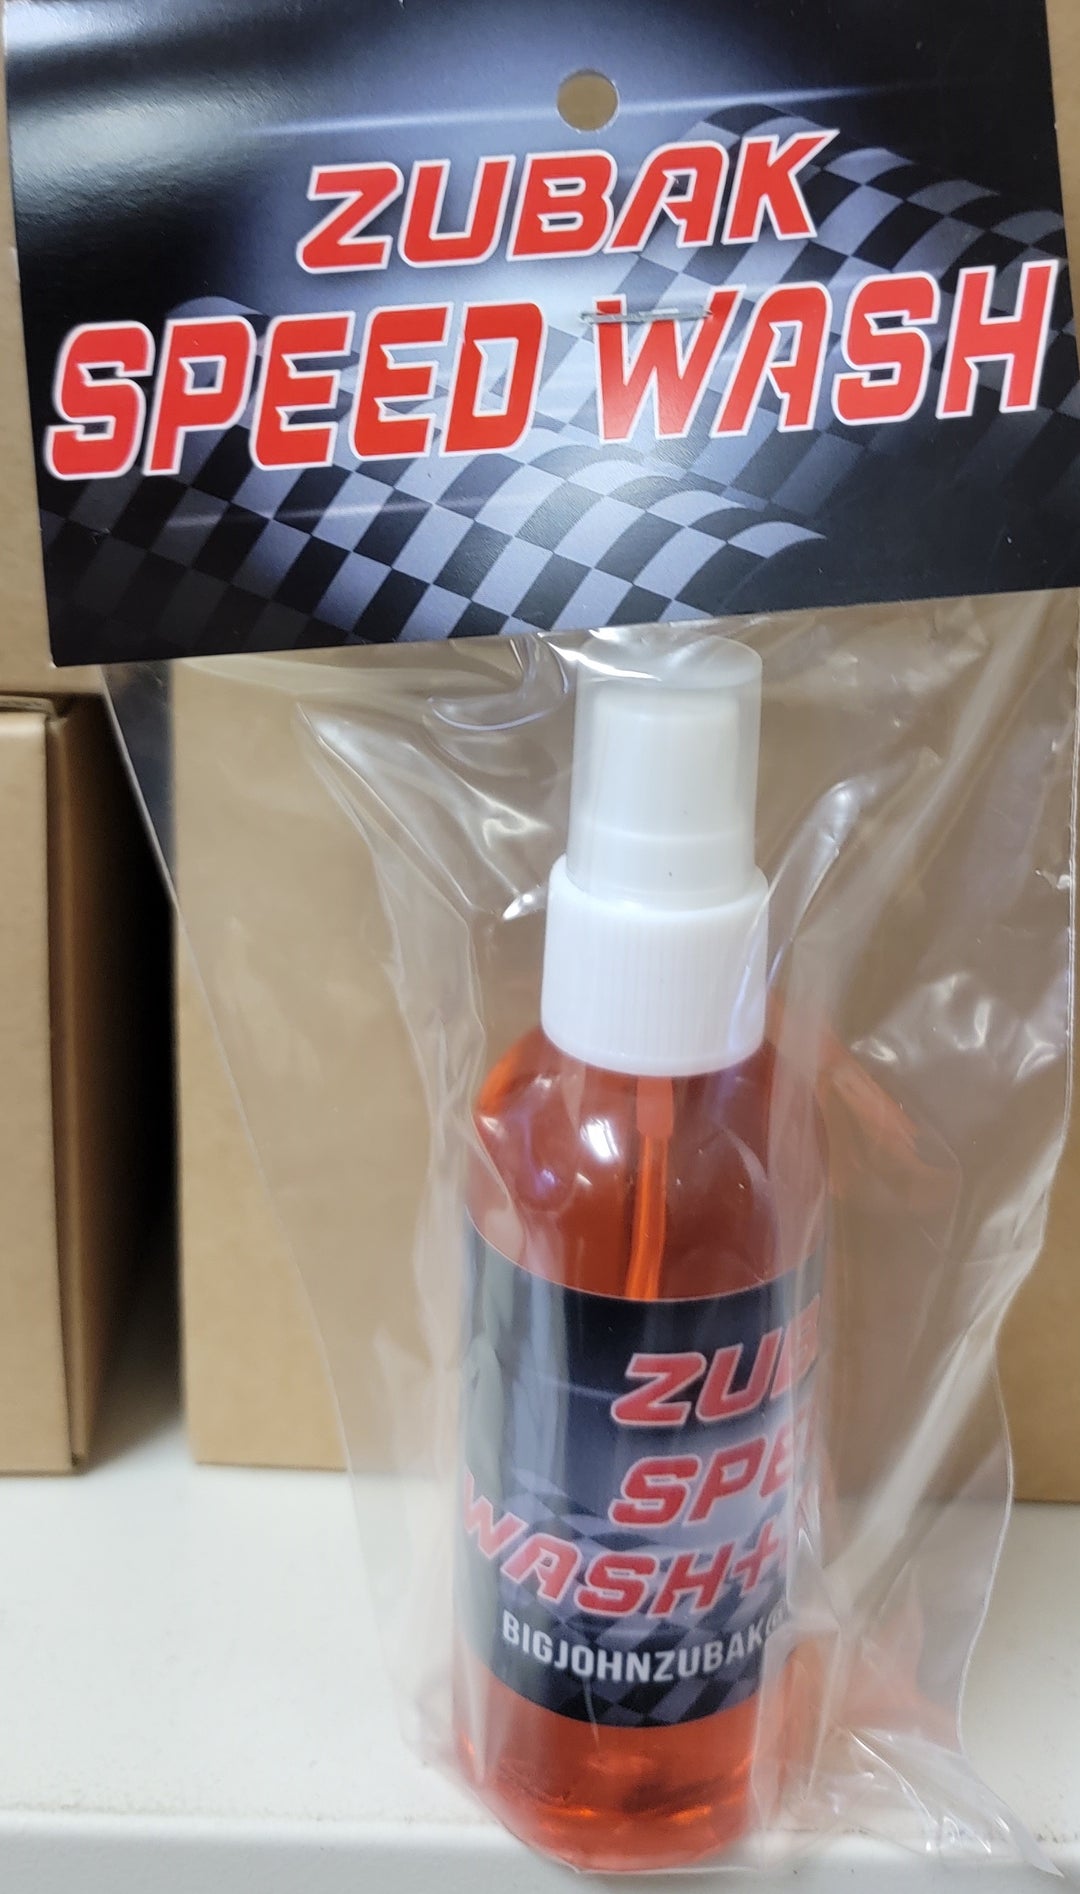 ZUBAK
SPEED WASH
ZUB
SPE
WASH+
BIGJOHNZUBAK@